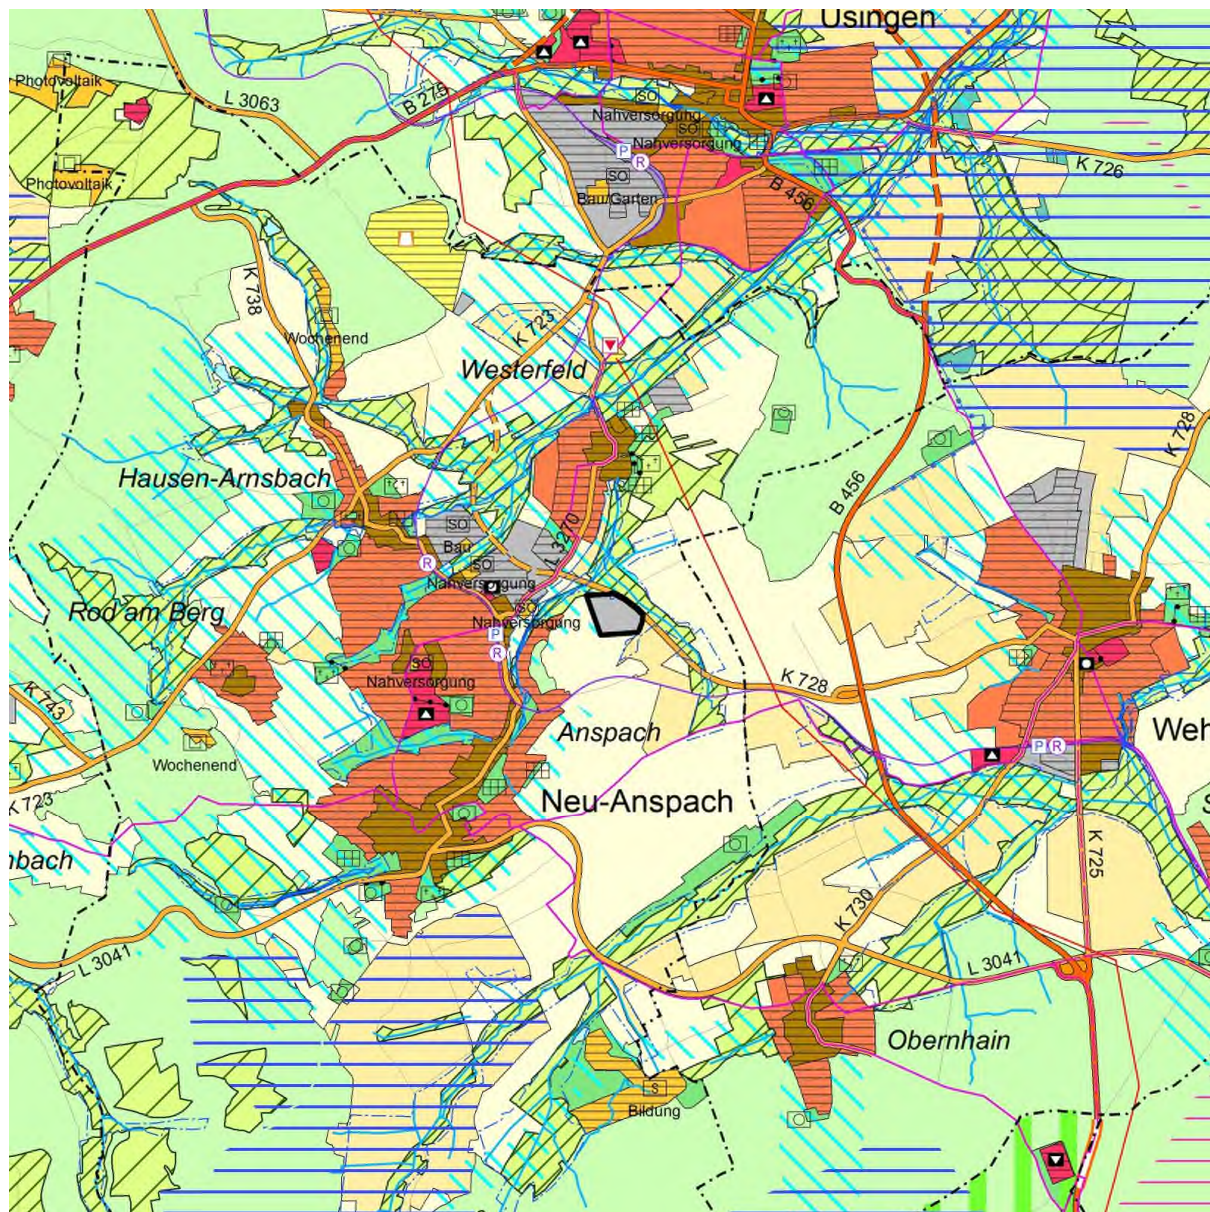 Usingen
Photovoltaik
L 3063
B 275
SO
Nahversorgung
SO
Nahversorgung
P
R
K 726
Photovoltaik
SO
Bau/Garten
B 456
K 738
Wochenend
K 723
Westerfeld
K 728
Hausen-Arnsbach
B 456
SO
Bau
L 3270
SO
R
Nahversorgung
Rod am Berg
SO
Nahversorgung
P
R
SO
Nahversorgung
K 728
K 743
Anspach
Weh
P
R
Wochenend
Neu-Anspach
K 723
S
nbach
K 725
K 730
L 3041
L 3041
Obernhain
S
Bildung